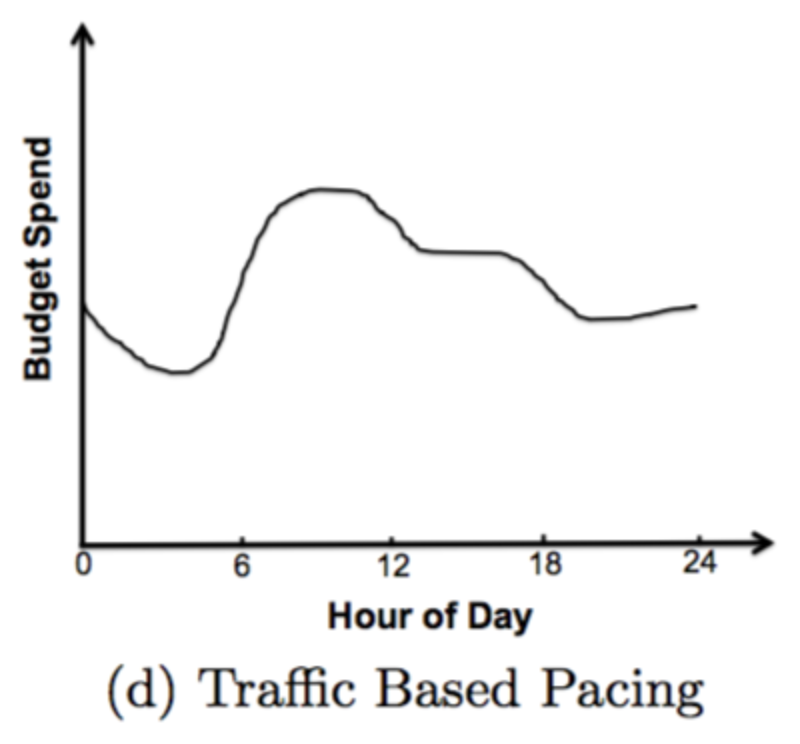 Budget Spend
0 6 12 18 24
Hour of Day
(d) Traffic Based Pacing